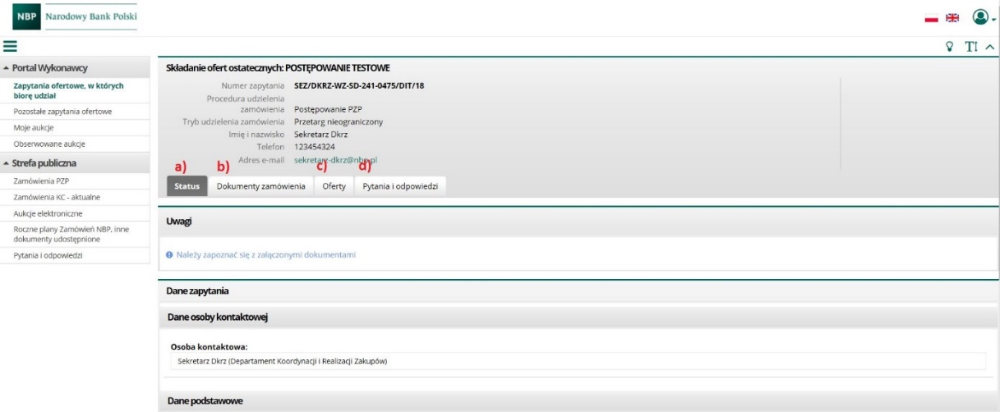 NBP Narodowy Bank Polski
Portal Wykonawcy
Zapytania ofertowe, w których
biorę udział
Pozostałe zapytania ofertowe
Moje aukcje
Obserwowane aukcje
Strefa publiczna
Zamówienia PZP
Zamówienia KC - aktualne
Aukcje elektroniczne
Roczne plany Zamówień NBP, inne
dokumenty udostępnione
Pytania i odpowiedzi
Składanie ofert ostatecznych: POSTĘPOWANIE TESTOWE
Numer zapytania SEZ/DKRZ-WZ-SD-241-0475/DIT/18
Procedura udzielenia
zamówienia Postępowanie PZP
Tryb udzielenia zamówienia Przetarg nieograniczony
Imię i nazwisko Sekretarz Dkrz
Telefon 123454324
Adres e-mail sekretarz-dkrz@nbp.pl
a) b) c) d)
Status Dokumenty zamówienia Oferty Pytania i odpowiedzi
Uwagi
Należy zapoznać się z załączonymi dokumentami
Dane zapytania
Dane osoby kontaktowej
Osoba kontaktowa:
Sekretarz Dkrz (Departament Koordynacji i Realizacji Zakupów)
Dane podstawowe